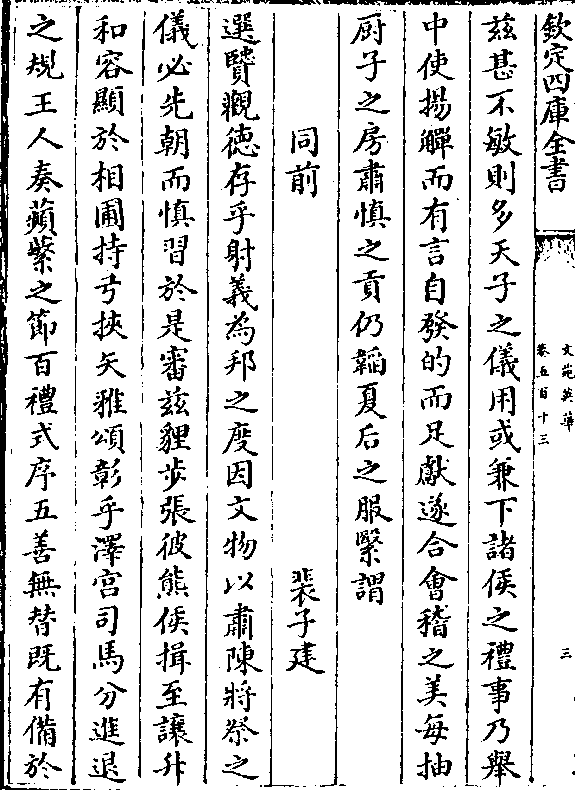 欽定四庫全書
文苑英華
卷五百十三
三
茲甚不敏則多天子之儀用或兼下諸侯之禮事乃舉
中使揚觶而有言自發的而足獻遂合會稽之美每抽
厨子之房肅慎之貢仍韜夏后之服緊謂
同前
裴子建
選賢觀德存乎射義為邦之度因文物以肅陳將祭之
儀必先朝而慎習於是審茲貍步張彼熊侯揖至讓升
和容顯於相圃持弓挾矢雅頌彰乎澤宫司馬分進退
之規王人奏蘋蘩之節百禮式序五善無替既有備於